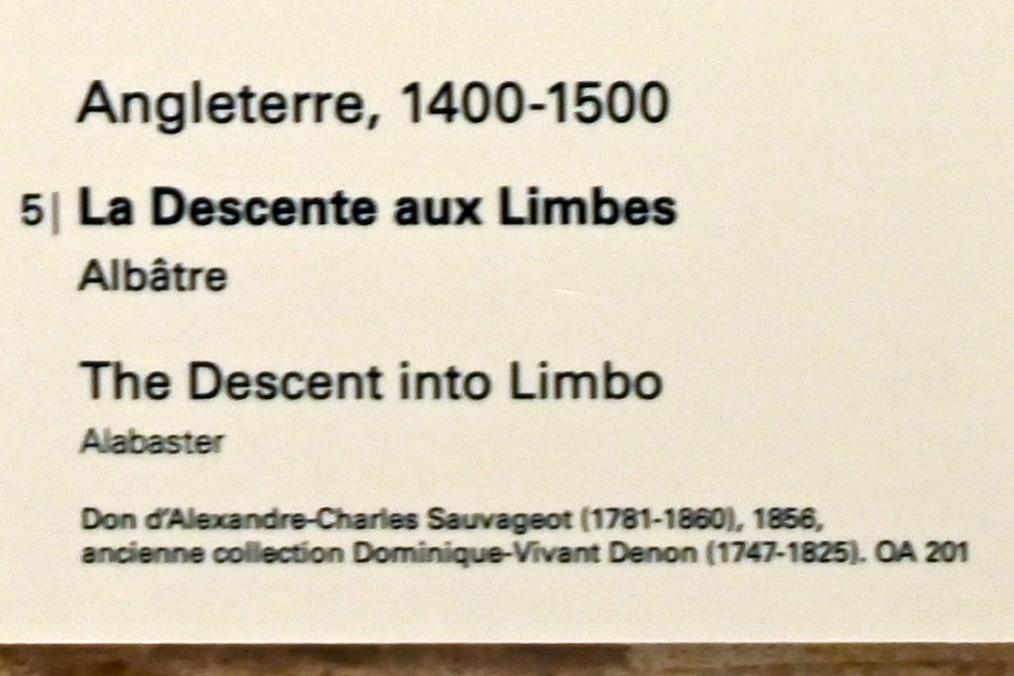 Angleterre, 1400-1500
5| La Descente aux Limbes
Albâtre
The Descent into Limbo
Alabaster
Don d'Alexandre-Charles Sauvageot (1781-1860), 1856,
ancienne collection Dominique-Vivant Denon (1747-1825). OA 201